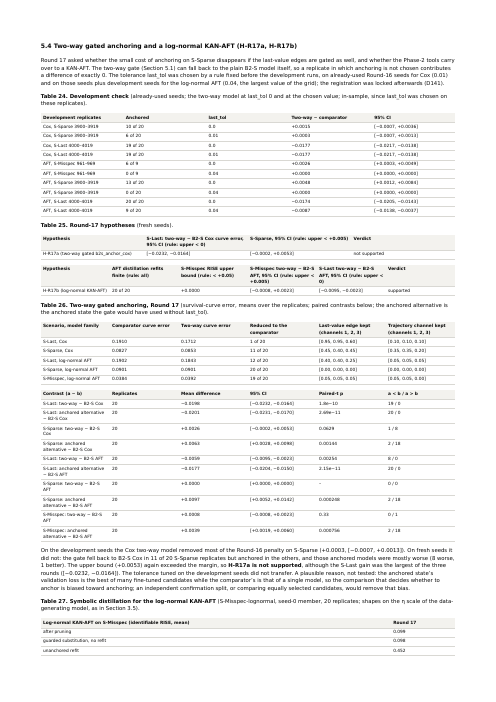 5.4 Two-way gated anchoring and a log-normal KAN-AFT (H-R17a, H-R17b)
Round 17 asked whether the small cost of anchoring on S-Sparse disappears if the last-value edges are gated as well, and whether the Phase-2 tools carry
over to a KAN-AFT. The two-way gate (Section 5.1) can fall back to the plain B2-S model itself, so a replicate in which anchoring is not chosen contributes
a difference of exactly 0. The tolerance last_tol was chosen by a rule fixed before the development runs, on already-used Round-16 seeds for Cox (0.01)
and on those seeds plus development seeds for the log-normal AFT (0.04, the largest value of the grid); the registration was locked afterwards (D141).
Table 24. Development check (already-used seeds; the two-way model at last_tol 0 and at the chosen value; in-sample, since last_tol was chosen on
these replicates).
Development replicates Anchored last_tol Two-way − comparator 95% CI
Cox, S-Sparse 3900–3919 10 of 20 0.0 +0.0015 [−0.0007, +0.0036]
Cox, S-Sparse 3900–3919 6 of 20 0.01 +0.0003 [−0.0007, +0.0013]
Cox, S-Last 4000–4019 19 of 20 0.0 −0.0177 [−0.0217, −0.0138]
Cox, S-Last 4000–4019 19 of 20 0.01 −0.0177 [−0.0217, −0.0138]
AFT, S-Misspec 961–969 6 of 9 0.0 +0.0026 [−0.0003, +0.0049]
AFT, S-Misspec 961–969 0 of 9 0.04 +0.0000 [+0.0000, +0.0000]
AFT, S-Sparse 3900–3919 13 of 20 0.0 +0.0048 [+0.0012, +0.0084]
AFT, S-Sparse 3900–3919 0 of 20 0.04 +0.0000 [+0.0000, +0.0000]
AFT, S-Last 4000–4019 20 of 20 0.0 −0.0174 [−0.0205, −0.0143]
AFT, S-Last 4000–4019 9 of 20 0.04 −0.0087 [−0.0138, −0.0037]
Table 25. Round-17 hypotheses (fresh seeds).
Hypothesis S-Last: two-way − B2-S Cox curve error, S-Sparse, 95% CI (rule: upper < +0.005) Verdict
95% CI (rule: upper < 0)
H-R17a (two-way gated b2s_anchor_cox) [−0.0232, −0.0164] [−0.0002, +0.0053] not supported
Hypothesis AFT distillation refits S-Misspec RISE upper S-Misspec two-way − B2-S S-Last two-way − B2-S Verdict
finite (rule: all) bound (rule: < +0.05) AFT, 95% CI (rule: upper < AFT, 95% CI (rule: upper <
+0.005) 0)
H-R17b (log-normal KAN-AFT) 20 of 20 +0.0000 [−0.0008, +0.0023] [−0.0095, −0.0023] supported
Table 26. Two-way gated anchoring, Round 17 (survival-curve error, means over the replicates; paired contrasts below; the anchored alternative is
the anchored state the gate would have used without last_tol).
Scenario, model family Comparator curve error Two-way curve error Reduced to the Last-value edge kept Trajectory channel kept
comparator (channels 1, 2, 3) (channels 1, 2, 3)
S-Last, Cox 0.1910 0.1712 1 of 20 [0.95, 0.95, 0.60] [0.10, 0.10, 0.10]
S-Sparse, Cox 0.0827 0.0853 11 of 20 [0.45, 0.40, 0.45] [0.35, 0.35, 0.20]
S-Last, log-normal AFT 0.1902 0.1843 12 of 20 [0.40, 0.40, 0.25] [0.05, 0.05, 0.05]
S-Sparse, log-normal AFT 0.0901 0.0901 20 of 20 [0.00, 0.00, 0.00] [0.00, 0.00, 0.00]
S-Misspec, log-normal AFT 0.0384 0.0392 19 of 20 [0.05, 0.05, 0.05] [0.05, 0.05, 0.05]
Contrast (a − b) Replicates Mean difference 95% CI Paired-t p a < b / a > b
S-Last: two-way − B2-S 20 −0.0198 [−0.0232, −0.0164] 1.8e−10 19 / 0
Cox
S-Last: anchored alternative 20 −0.0201 [−0.0231, −0.0170] 2.69e−11 20 / 0
− B2-S Cox
S-Sparse: two-way − B2-S 20 +0.0026 [−0.0002, +0.0053] 0.0629 1 / 8
Cox
S-Sparse: anchored 20 +0.0063 [+0.0028, +0.0098] 0.00144 2 / 18
alternative − B2-S Cox
S-Last: two-way − B2-S AFT 20 −0.0059 [−0.0095, −0.0023] 0.00254 8 / 0
S-Last: anchored alternative 20 −0.0177 [−0.0204, −0.0150] 2.15e−11 20 / 0
− B2-S AFT
S-Sparse: two-way − B2-S 20 +0.0000 [+0.0000, +0.0000] – 0 / 0
AFT
S-Sparse: anchored 20 +0.0097 [+0.0052, +0.0142] 0.000248 2 / 18
alternative − B2-S AFT
S-Misspec: two-way − B2-S 20 +0.0008 [−0.0008, +0.0023] 0.33 0 / 1
AFT
S-Misspec: anchored 20 +0.0039 [+0.0019, +0.0060] 0.000756 2 / 18
alternative − B2-S AFT
On the development seeds the Cox two-way model removed most of the Round-16 penalty on S-Sparse (+0.0003, [−0.0007, +0.0013]). On fresh seeds it
did not: the gate fell back to B2-S Cox in 11 of 20 S-Sparse replicates but anchored in the others, and those anchored models were mostly worse (8 worse,
1 better). The upper bound (+0.0053) again exceeded the margin, so H-R17a is not supported, although the S-Last gain was the largest of the three
rounds ([−0.0232, −0.0164]). The tolerance tuned on the development seeds did not transfer. A plausible reason, not tested: the anchored state's
validation loss is the best of many fine-tuned candidates while the comparator's is that of a single model, so the comparison that decides whether to
anchor is biased toward anchoring; an independent confirmation split, or comparing equally selected candidates, would remove that bias.
Table 27. Symbolic distillation for the log-normal KAN-AFT (S-Misspec-lognormal, seed-0 member, 20 replicates; shapes on the η scale of the data-
generating model, as in Section 3.5).
Log-normal KAN-AFT on S-Misspec (identifiable RISE, mean) Round 17
after pruning 0.099
guarded substitution, no refit 0.098
unanchored refit 0.452